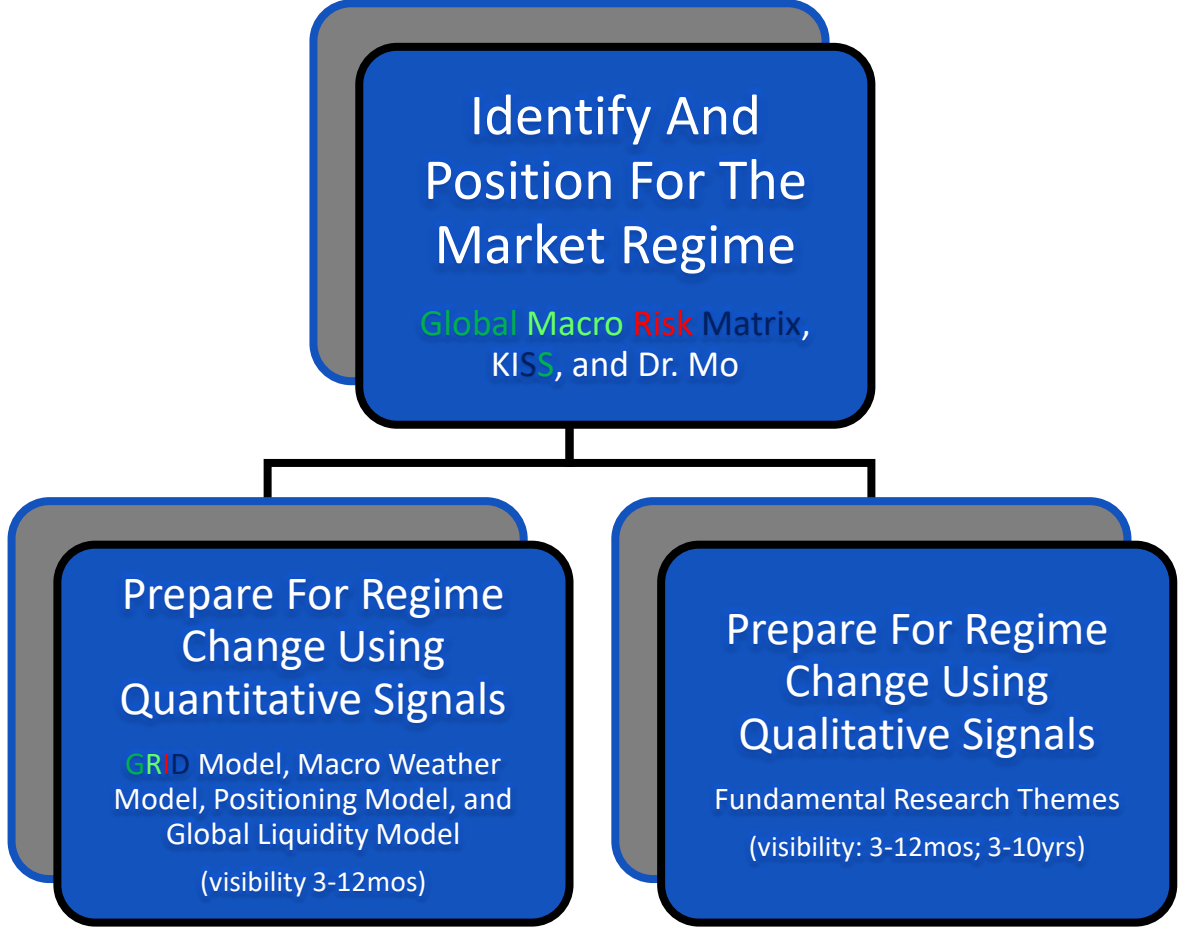 Identify And
Position For The
Market Regime
Global Macro Risk Matrix,
KISS, and Dr. Mo
Prepare For Regime
Change Using
Quantitative Signals
GRID Model, Macro Weather
Model, Positioning Model, and
Global Liquidity Model
(visibility 3-12mos)
Prepare For Regime
Change Using
Qualitative Signals
Fundamental Research Themes
(visibility: 3-12mos; 3-10yrs)